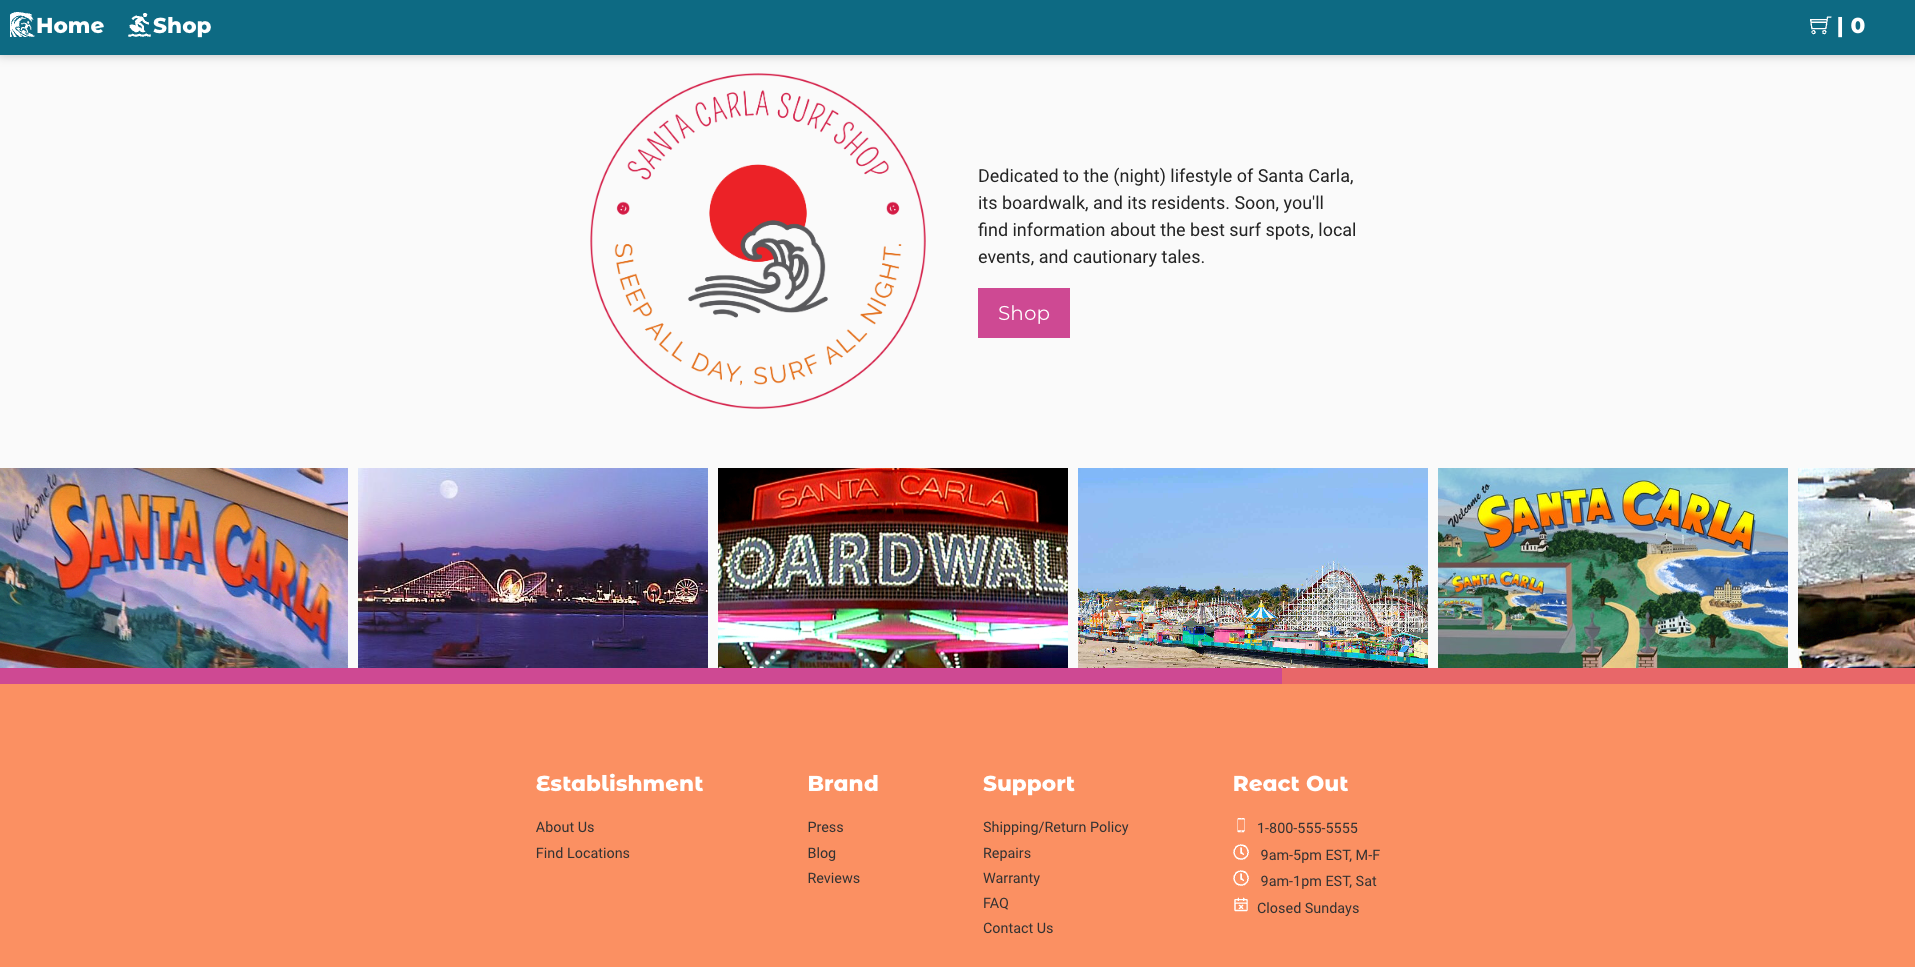 Home
Shop
| 0
SANTA CARLA SURF SHOP
SLEEP ALL DAY, SURF ALL NIGHT.
Dedicated to the (night) lifestyle of Santa Carla,
its boardwalk, and its residents. Soon, you'll
find information about the best surf spots, local
events, and cautionary tales.
Shop
Welcome to
SANTA CARLA
SANTA CARLA
OARDWAL
Welcome to
SANTA CARLA
SANTA CARLA
Establishment
About Us
Find Locations
Brand
Press
Blog
Reviews
Support
Shipping/Return Policy
Repairs
Warranty
FAQ
Contact Us
React Out
1-800-555-5555
9am-5pm EST, M-F
9am-1pm EST, Sat
Closed Sundays